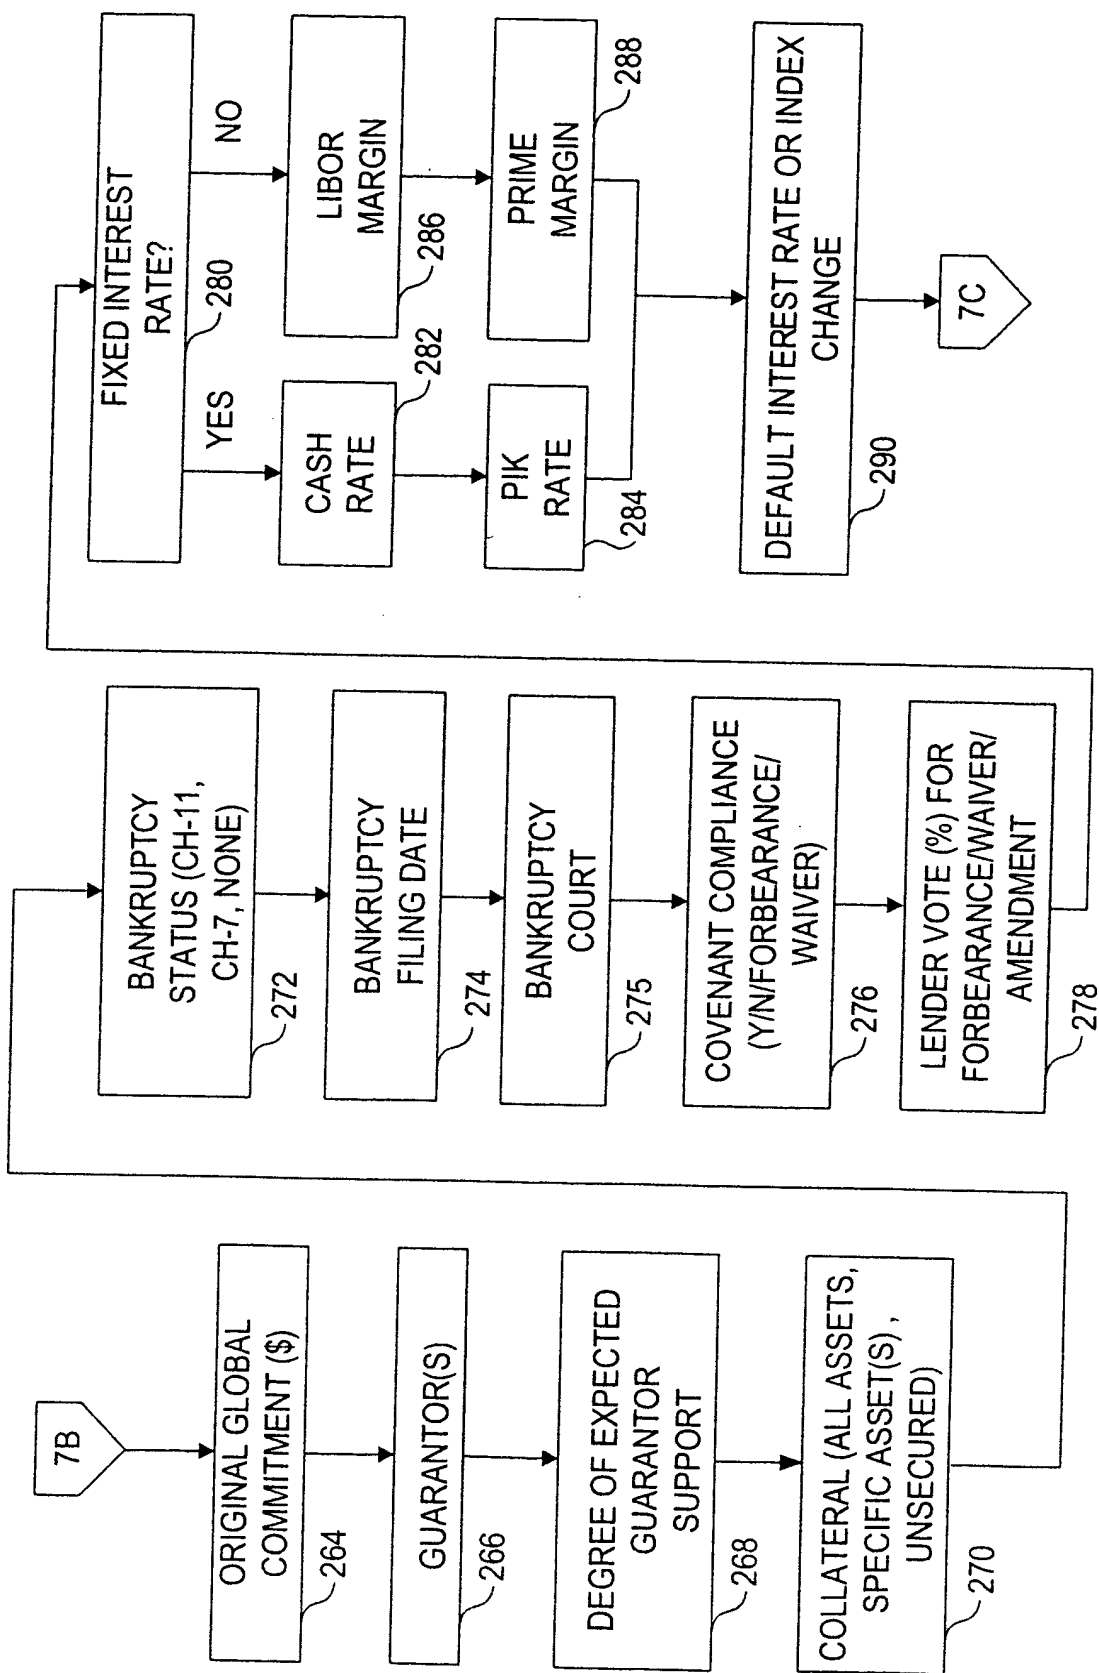 7B
ORIGINAL GLOBAL
COMMITMENT ($)
264
GUARANTOR(S)
266
DEGREE OF EXPECTED
GUARANTOR
SUPPORT
268
COLLATERAL (ALL ASSETS,
SPECIFIC ASSET(S) ,
UNSECURED)
270
BANKRUPTCY
STATUS (CH-11,
CH-7, NONE)
272
BANKRUPTCY
FILING DATE
274
BANKRUPTCY
COURT
275
COVENANT COMPLIANCE
(Y/N/FORBEARANCE/
WAIVER)
276
LENDER VOTE (%) FOR
FORBEARANCE/WAIVER/
AMENDMENT
278
FIXED INTEREST
RATE?
280
YES
NO
CASH
RATE
282
PIK
RATE
284
LIBOR
MARGIN
286
PRIME
MARGIN
288
DEFAULT INTEREST RATE OR INDEX
CHANGE
290
7C